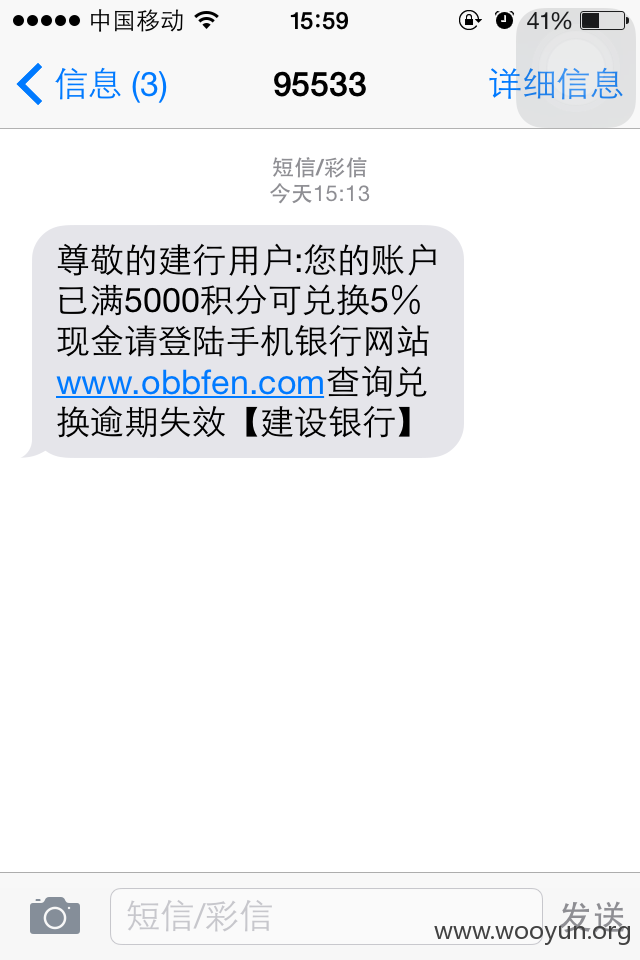 中国移动 15:59 41%
信息 (3) 95533 详细信息
短信/彩信
今天15:13
尊敬的建行用户:您的账户
已满5000积分可兑换5%
现金请登陆手机银行网站
www.obbfen.com查询兑
换逾期失效【建设银行】
短信/彩信 发送
www.wooyun.org